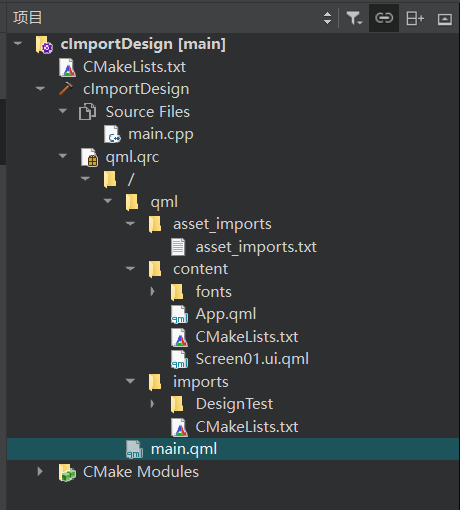 项目
cImportDesign [main]
CMakeLists.txt
cImportDesign
Source Files
main.cpp
qml.qrc
/
qml
asset_imports
asset_imports.txt
content
fonts
App.qml
CMakeLists.txt
Screen01.ui.qml
imports
DesignTest
CMakeLists.txt
main.qml
CMake Modules